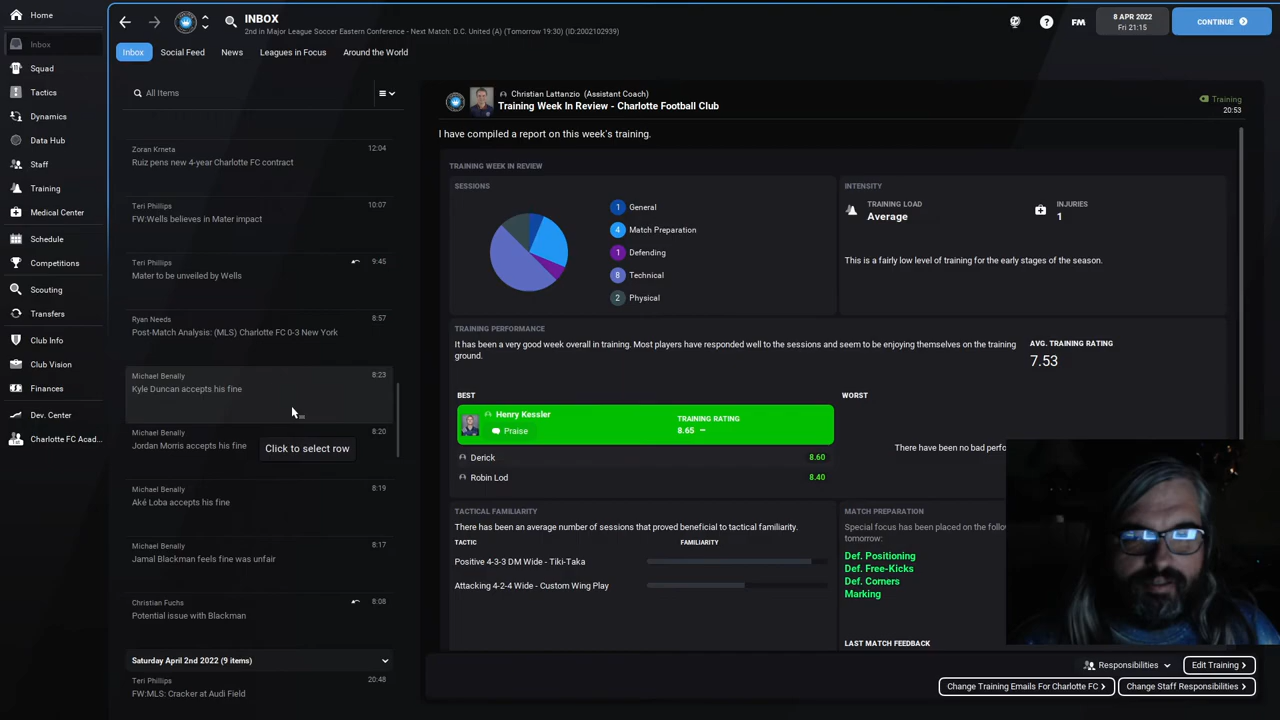 Home
INBOX
2nd in Major League Soccer Eastern Conference - Next Match: D.C. United (A) (Tomorrow 19:30) (ID:2002102939)
FM
8 APR 2022
Fri 21:15
CONTINUE
Inbox
Squad
Tactics
Dynamics
Data Hub
Staff
Training
Medical Center
Schedule
Competitions
Scouting
Transfers
Club Info
Club Vision
Finances
Dev. Center
Charlotte FC Acad...
Inbox
Social Feed
News
Leagues in Focus
Around the World
All Items
Zoran Krneta
12:04
Ruiz pens new 4-year Charlotte FC contract
Teri Phillips
10:07
FW:Wells believes in Mater impact
Teri Phillips
9:45
Mater to be unveiled by Wells
Ryan Needs
8:57
Post-Match Analysis: (MLS) Charlotte FC 0-3 New York
Michael Benally
8:23
Kyle Duncan accepts his fine
Michael Benally
8:20
Jordan Morris accepts his fine
Click to select row
Michael Benally
8:19
Aké Loba accepts his fine
Michael Benally
8:17
Jamal Blackman feels fine was unfair
Christian Fuchs
8:08
Potential issue with Blackman
Saturday April 2nd 2022 (9 items)
Teri Phillips
20:48
FW:MLS: Cracker at Audi Field
Christian Lattanzio (Assistant Coach)
Training Week In Review - Charlotte Football Club
Training
20:53
I have compiled a report on this week's training.
TRAINING WEEK IN REVIEW
SESSIONS
1 General
4 Match Preparation
1 Defending
8 Technical
2 Physical
INTENSITY
TRAINING LOAD
Average
INJURIES
1
This is a fairly low level of training for the early stages of the season.
TRAINING PERFORMANCE
It has been a very good week overall in training. Most players have responded well to the sessions and seem to be enjoying themselves on the training
ground.
AVG. TRAINING RATING
7.53
BEST
Henry Kessler
Praise
TRAINING RATING
8.65 –
Derick
8.60
Robin Lod
8.40
WORST
There have been no bad perfo
TACTICAL FAMILIARITY
There has been an average number of sessions that proved beneficial to tactical familiarity.
TACTIC
FAMILIARITY
Positive 4-3-3 DM Wide - Tiki-Taka
Attacking 4-2-4 Wide - Custom Wing Play
MATCH PREPARATION
Special focus has been placed on the follow
tomorrow:
Def. Positioning
Def. Free-Kicks
Def. Corners
Marking
LAST MATCH FEEDBACK
Responsibilities
Edit Training
Change Training Emails For Charlotte FC
Change Staff Responsibilities